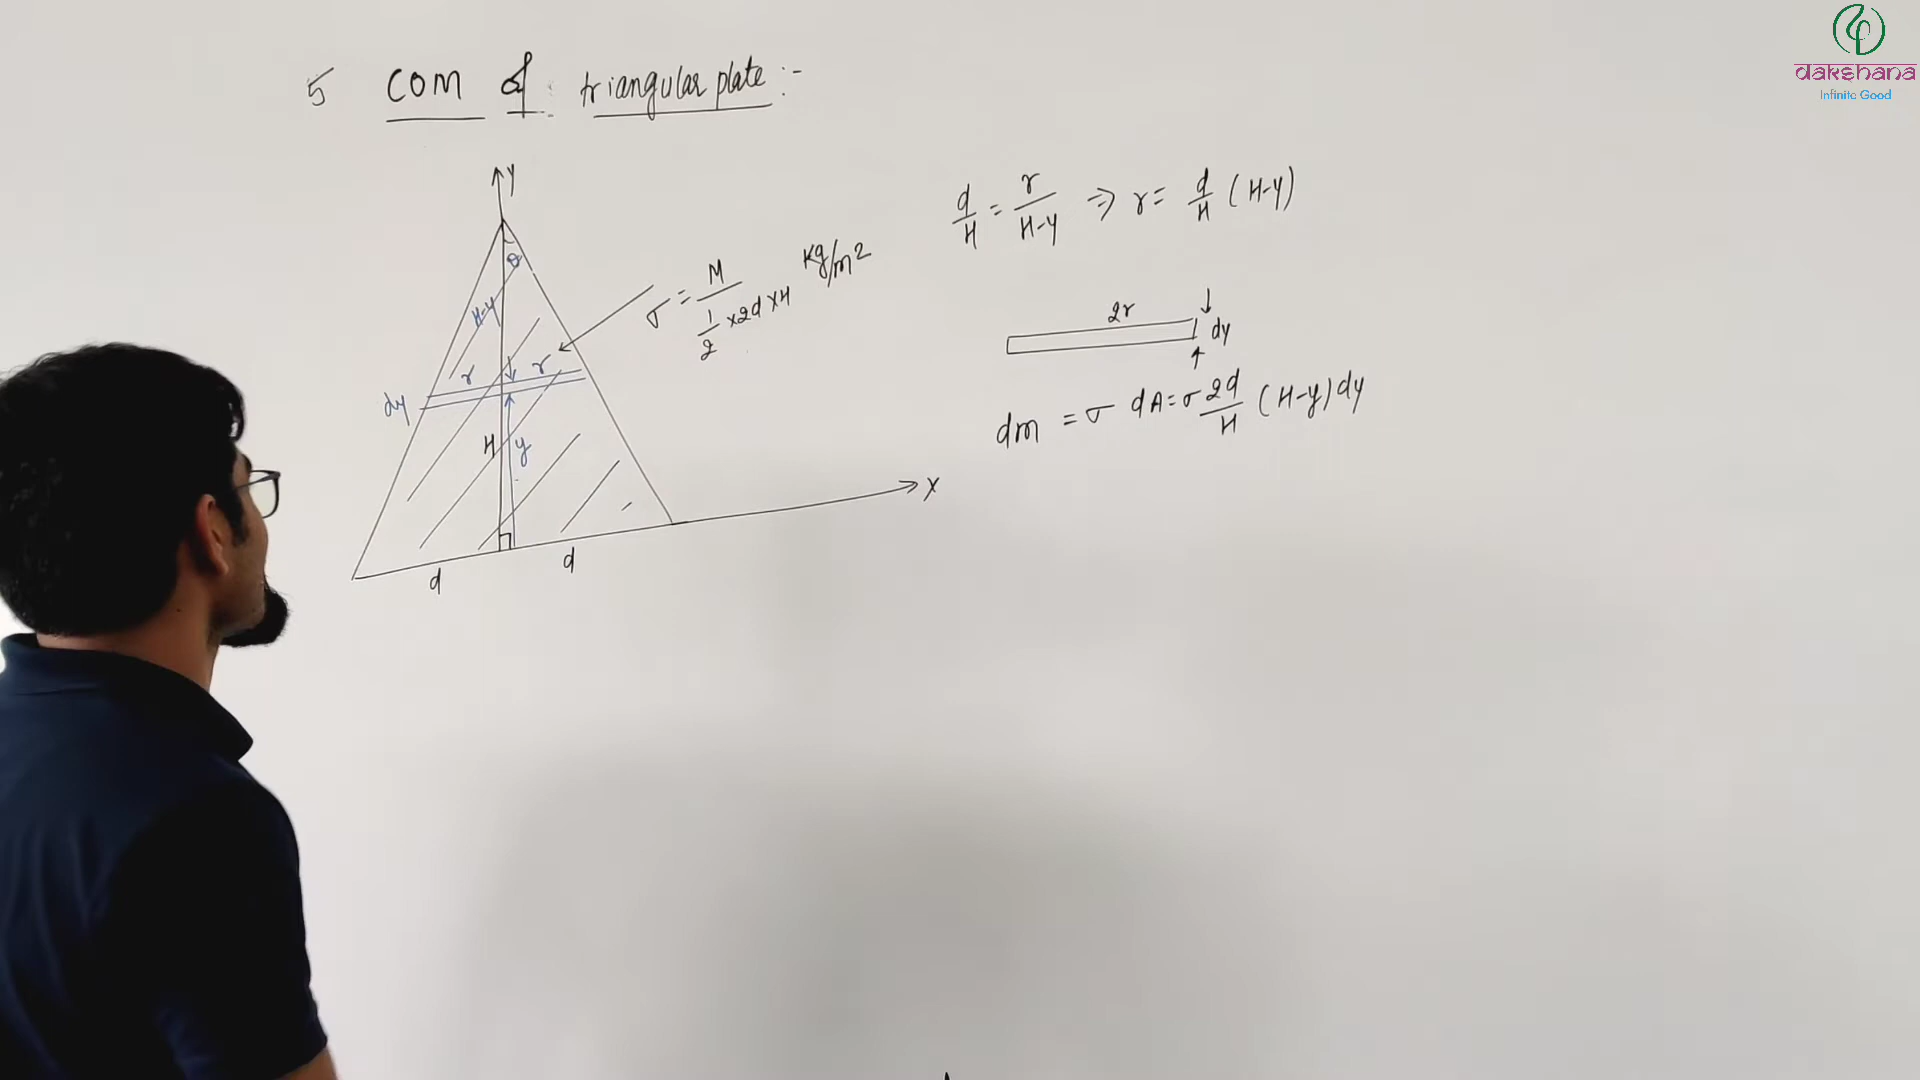 5 COM of triangular plate :-
dakshana
Infinite Good
y
θ
H-y
r r
dy
H y
d d
x
σ = M / (1/2 × 2d × H) kg/m²
d/H = r/(H-y) ⇒ r = d/H (H-y)
2r
dy
dm = σ dA = σ 2d/H (H-y) dy